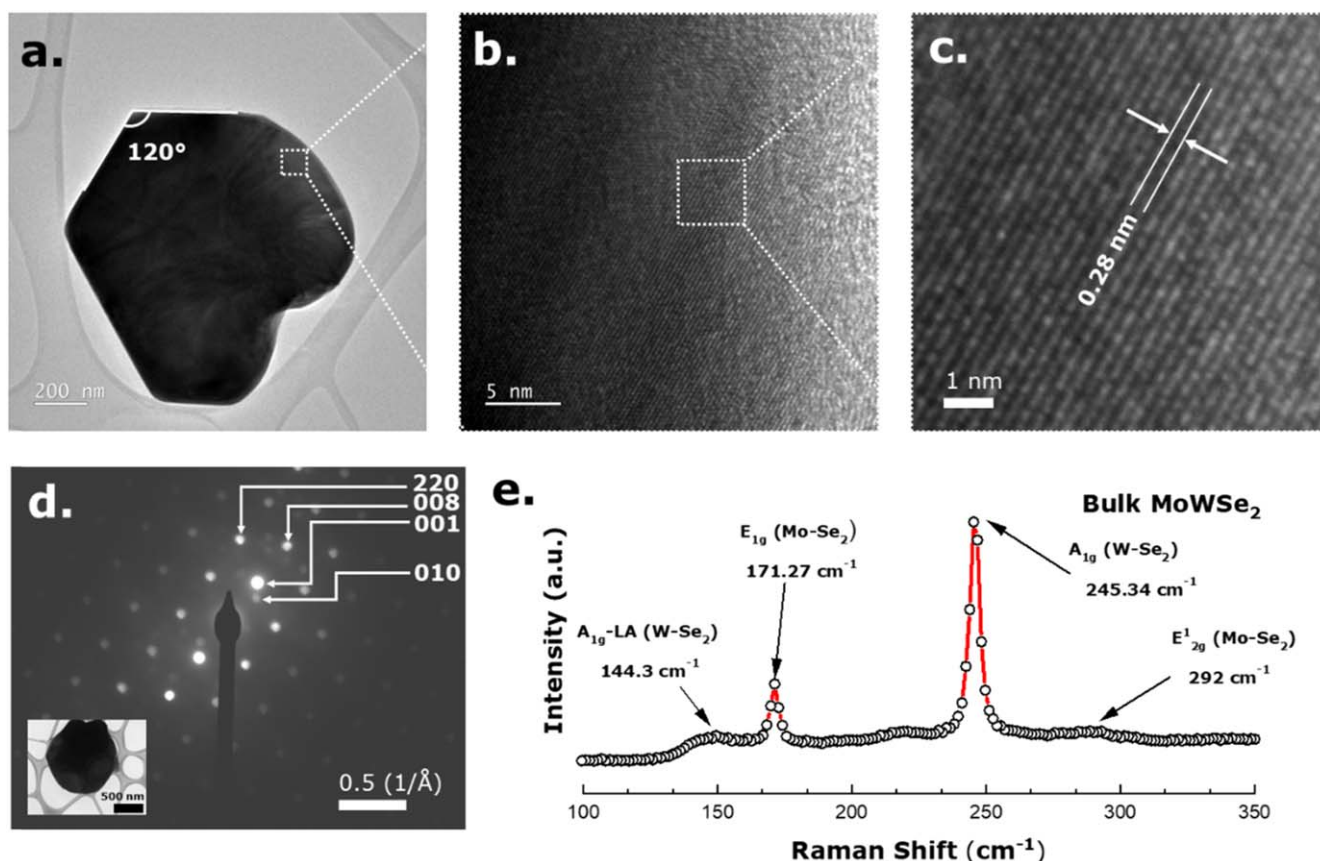 a.
120°
200 nm
b.
5 nm
c.
0.28 nm
1 nm
d.
220
008
001
010
500 nm
0.5 (1/Å)
e.
Bulk MoWSe₂
E₁g (Mo-Se₂)
171.27 cm⁻¹
A₁g (W-Se₂)
245.34 cm⁻¹
A₁g-LA (W-Se₂)
144.3 cm⁻¹
E¹₂g (Mo-Se₂)
292 cm⁻¹
Intensity (a.u.)
100 150 200 250 300 350
Raman Shift (cm⁻¹)